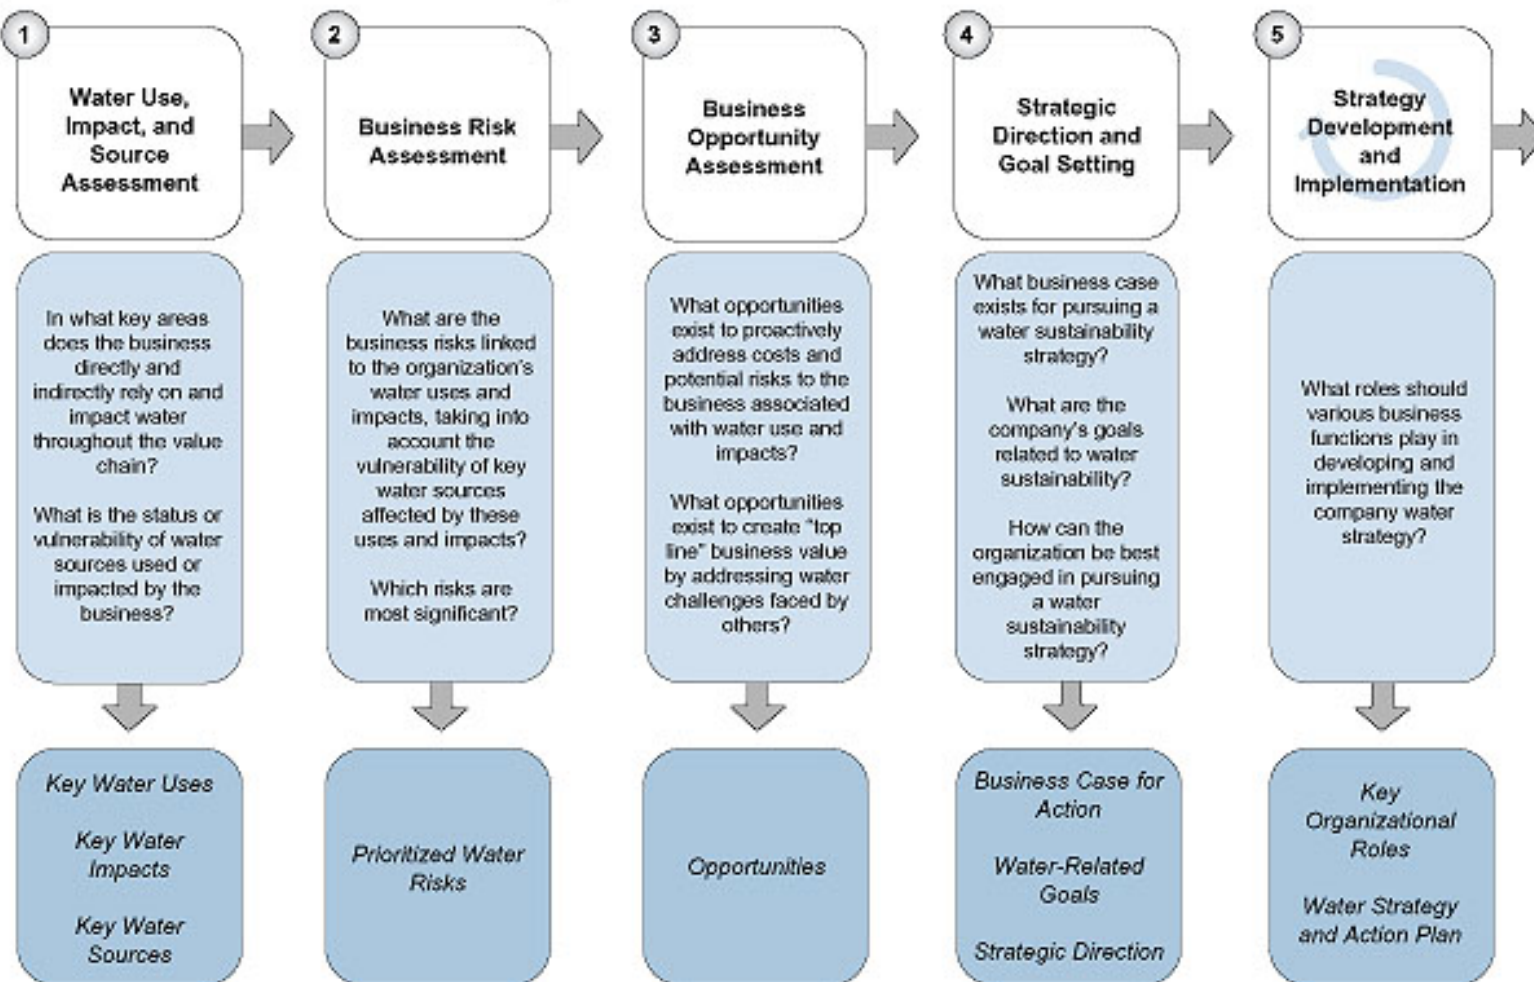 1
Water Use,
Impact, and
Source
Assessment
2
Business Risk
Assessment
3
Business
Opportunity
Assessment
4
Strategic
Direction and
Goal Setting
5
Strategy
Development
and
Implementation
In what key areas
does the business
directly and
indirectly rely on and
impact water
throughout the value
chain?
What is the status or
vulnerability of water
sources used or
impacted by the
business?
What are the
business risks linked
to the organization's
water uses and
impacts, taking into
account the
vulnerability of key
water sources
affected by these
uses and impacts?
Which risks are
most significant?
What opportunities
exist to proactively
address costs and
potential risks to the
business associated
with water use and
impacts?
What opportunities
exist to create "top
line" business value
by addressing water
challenges faced by
others?
What business case
exists for pursuing a
water sustainability
strategy?
What are the
company's goals
related to water
sustainability?
How can the
organization be best
engaged in pursuing
a water
sustainability
strategy?
What roles should
various business
functions play in
developing and
implementing the
company water
strategy?
Key Water Uses
Key Water
Impacts
Key Water
Sources
Prioritized Water
Risks
Opportunities
Business Case for
Action
Water-Related
Goals
Strategic Direction
Key
Organizational
Roles
Water Strategy
and Action Plan